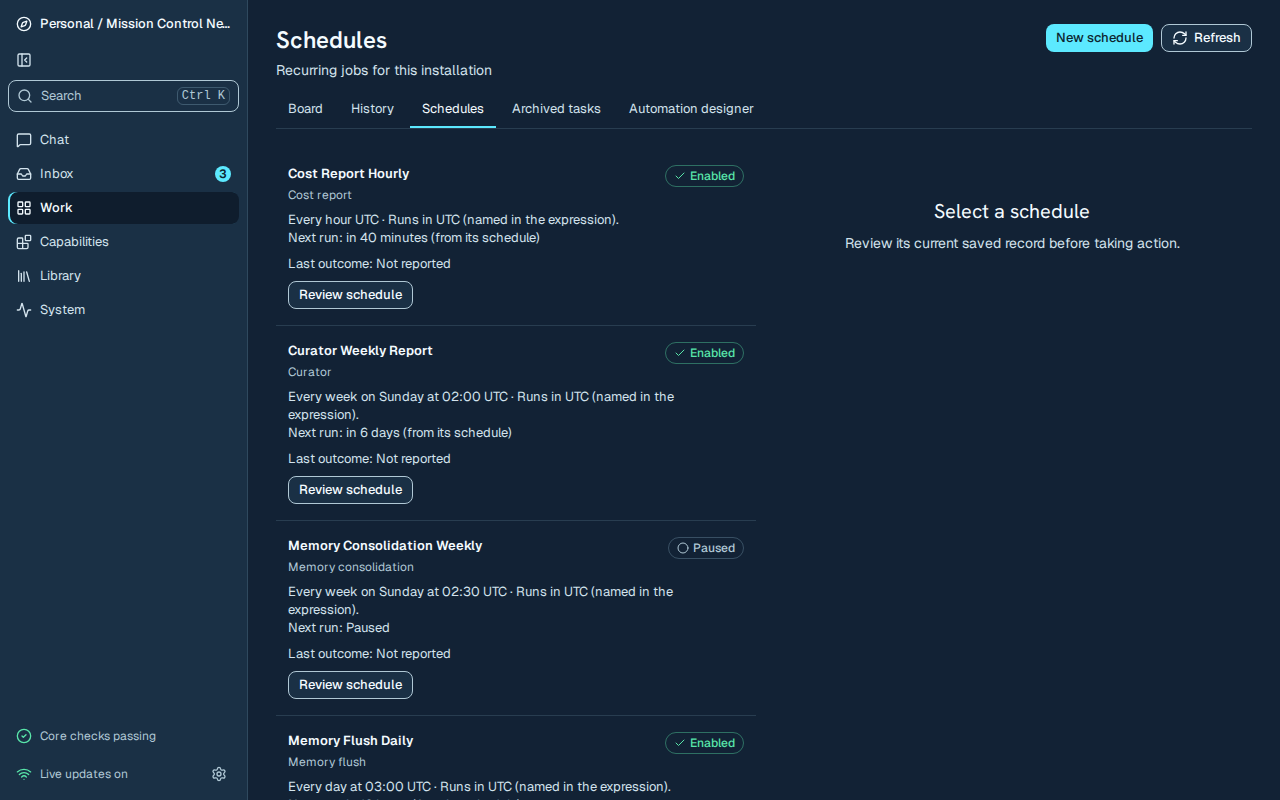 Personal / Mission Control Ne...
Search
Ctrl K
Chat
Inbox
3
Work
Capabilities
Library
System
Core checks passing
Live updates on
Schedules
Recurring jobs for this installation
New schedule
Refresh
Board
History
Schedules
Archived tasks
Automation designer
Cost Report Hourly
Enabled
Cost report
Every hour UTC · Runs in UTC (named in the expression).
Next run: in 40 minutes (from its schedule)
Last outcome: Not reported
Review schedule
Curator Weekly Report
Enabled
Curator
Every week on Sunday at 02:00 UTC · Runs in UTC (named in the
expression).
Next run: in 6 days (from its schedule)
Last outcome: Not reported
Review schedule
Memory Consolidation Weekly
Paused
Memory consolidation
Every week on Sunday at 02:30 UTC · Runs in UTC (named in the
expression).
Next run: Paused
Last outcome: Not reported
Review schedule
Memory Flush Daily
Enabled
Memory flush
Every day at 03:00 UTC · Runs in UTC (named in the expression).
Select a schedule
Review its current saved record before taking action.